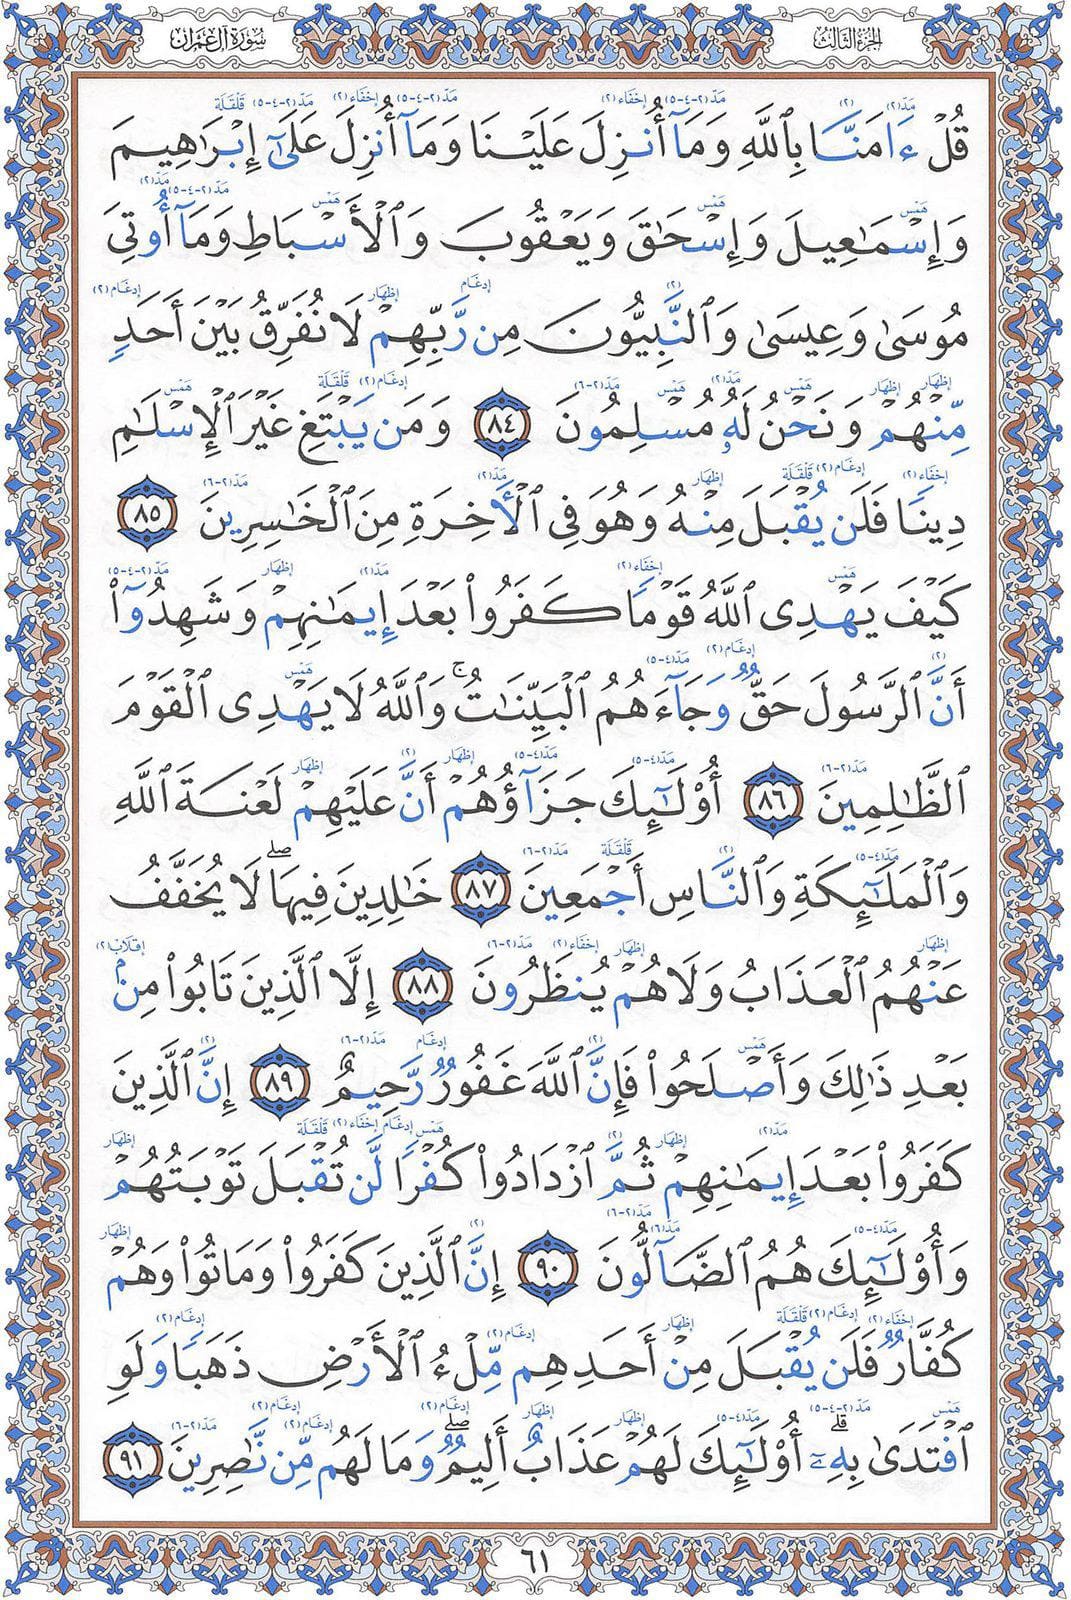 الجزء الثالث
سورة آل عمران
قُلْ ءَامَنَّا بِٱللَّهِ وَمَآ أُنزِلَ عَلَيْنَا وَمَآ أُنزِلَ عَلَىٰٓ إِبْرَٰهِيمَ
وَإِسْمَٰعِيلَ وَإِسْحَٰقَ وَيَعْقُوبَ وَٱلْأَسْبَاطِ وَمَآ أُوتِىَ
مُوسَىٰ وَعِيسَىٰ وَٱلنَّبِيُّونَ مِن رَّبِّهِمْ لَا نُفَرِّقُ بَيْنَ أَحَدٍ
مِّنْهُمْ وَنَحْنُ لَهُۥ مُسْلِمُونَ ٨٤ وَمَن يَبْتَغِ غَيْرَ ٱلْإِسْلَٰمِ
دِينًا فَلَن يُقْبَلَ مِنْهُ وَهُوَ فِى ٱلْأَخِرَةِ مِنَ ٱلْخَٰسِرِينَ ٨٥
كَيْفَ يَهْدِى ٱللَّهُ قَوْمًا كَفَرُوا۟ بَعْدَ إِيمَٰنِهِمْ وَشَهِدُوٓا۟
أَنَّ ٱلرَّسُولَ حَقٌّ وَجَآءَهُمُ ٱلْبَيِّنَٰتُ ۚ وَٱللَّهُ لَا يَهْدِى ٱلْقَوْمَ
ٱلظَّٰلِمِينَ ٨٦ أُو۟لَٰٓئِكَ جَزَآؤُهُمْ أَنَّ عَلَيْهِمْ لَعْنَةَ ٱللَّهِ
وَٱلْمَلَٰٓئِكَةِ وَٱلنَّاسِ أَجْمَعِينَ ٨٧ خَٰلِدِينَ فِيهَا ۖ لَا يُخَفَّفُ
عَنْهُمُ ٱلْعَذَابُ وَلَا هُمْ يُنظَرُونَ ٨٨ إِلَّا ٱلَّذِينَ تَابُوا۟ مِنۢ
بَعْدِ ذَٰلِكَ وَأَصْلَحُوا۟ فَإِنَّ ٱللَّهَ غَفُورٌ رَّحِيمٌ ٨٩ إِنَّ ٱلَّذِينَ
كَفَرُوا۟ بَعْدَ إِيمَٰنِهِمْ ثُمَّ ٱزْدَادُوا۟ كُفْرًا لَّن تُقْبَلَ تَوْبَتُهُمْ
وَأُو۟لَٰٓئِكَ هُمُ ٱلضَّآلُّونَ ٩٠ إِنَّ ٱلَّذِينَ كَفَرُوا۟ وَمَاتُوا۟ وَهُمْ
كُفَّارٌ فَلَن يُقْبَلَ مِنْ أَحَدِهِم مِّلْءُ ٱلْأَرْضِ ذَهَبًا وَلَوِ
ٱفْتَدَىٰ بِهِۦٓ ۗ أُو۟لَٰٓئِكَ لَهُمْ عَذَابٌ أَلِيمٌ ۖ وَمَا لَهُم مِّن نَّٰصِرِينَ ٩١
٦١